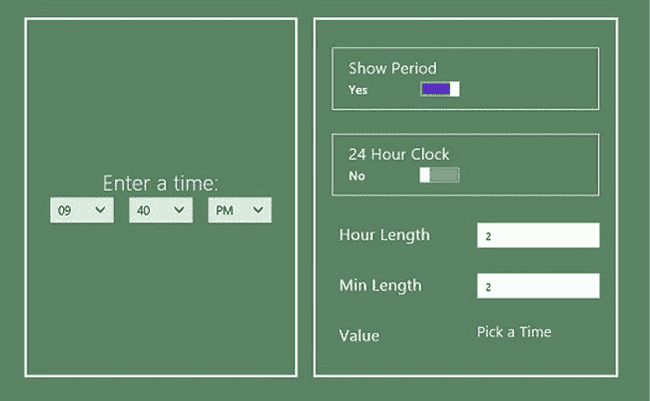 Enter a time:
09 40 PM
Show Period
Yes
24 Hour Clock
No
Hour Length 2
Min Length 2
Value Pick a Time